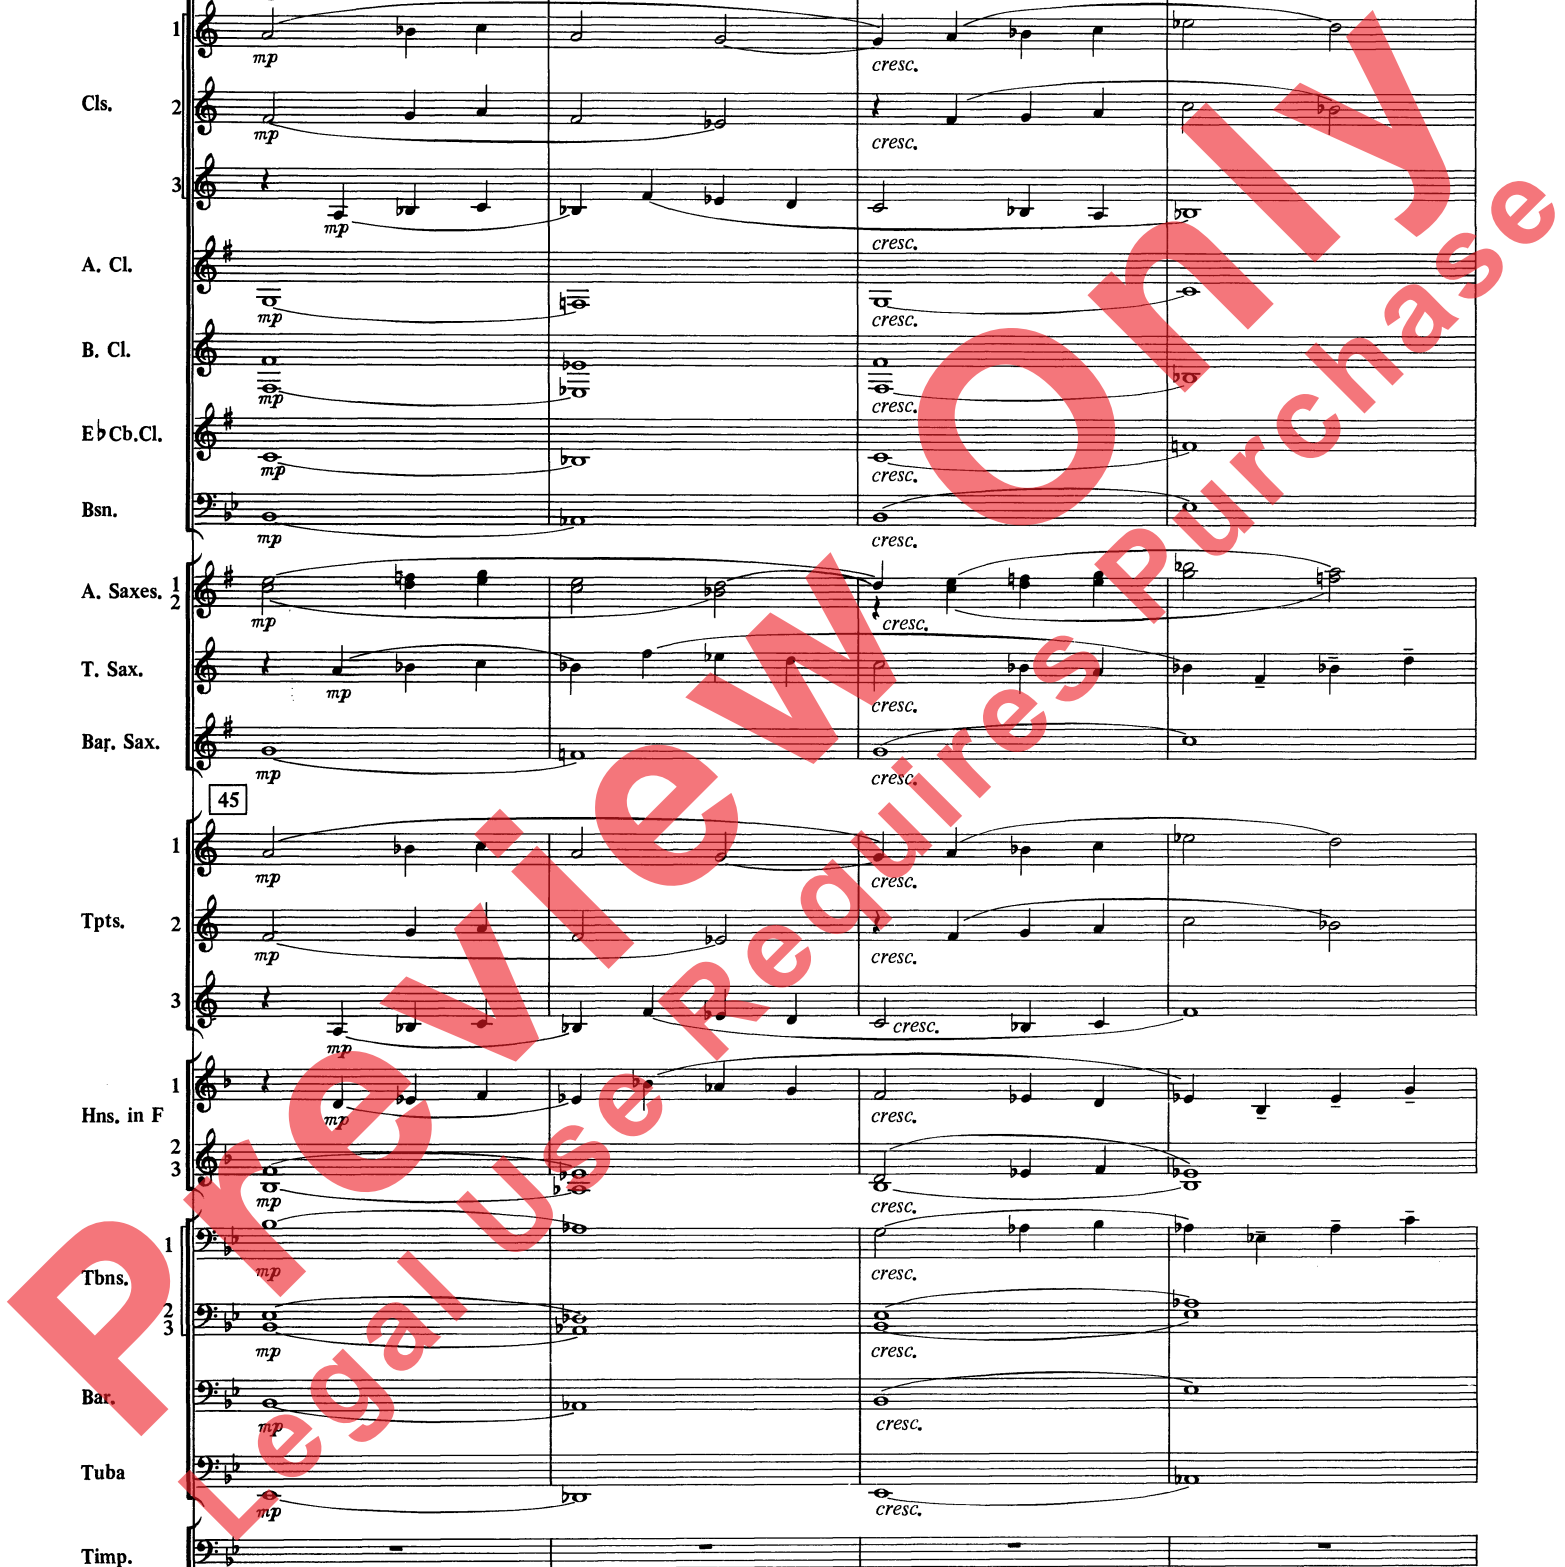 1
mp
cresc.
Cls.
2
mp
cresc.
3
mp
cresc.
A. Cl.
mp
cresc.
B. Cl.
mp
cresc.
E♭Cb.Cl.
mp
cresc.
Bsn.
mp
cresc.
A. Saxes. 1
2
mp
cresc.
T. Sax.
mp
cresc.
Bar. Sax.
mp
cresc.
45
1
mp
cresc.
Tpts.
2
mp
cresc.
3
mp
cresc.
1
mp
cresc.
Hns. in F
2
3
mp
cresc.
1
mp
cresc.
Tbns.
2
3
mp
cresc.
Bar.
mp
cresc.
Tuba
mp
cresc.
Timp.
Preview Only
Legal Use Requires Purchase